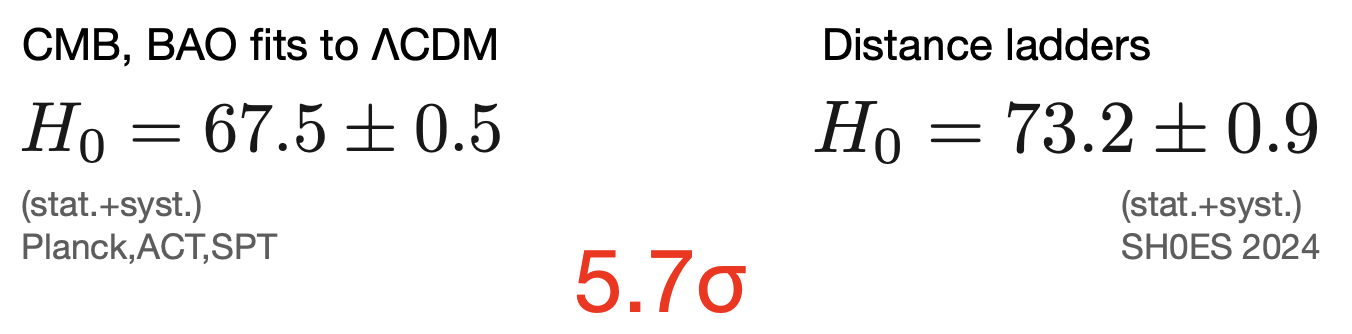 CMB, BAO fits to ΛCDM
H₀ = 67.5 ± 0.5
(stat.+syst.)
Planck,ACT,SPT
Distance ladders
H₀ = 73.2 ± 0.9
(stat.+syst.)
SH0ES 2024
5.7σ